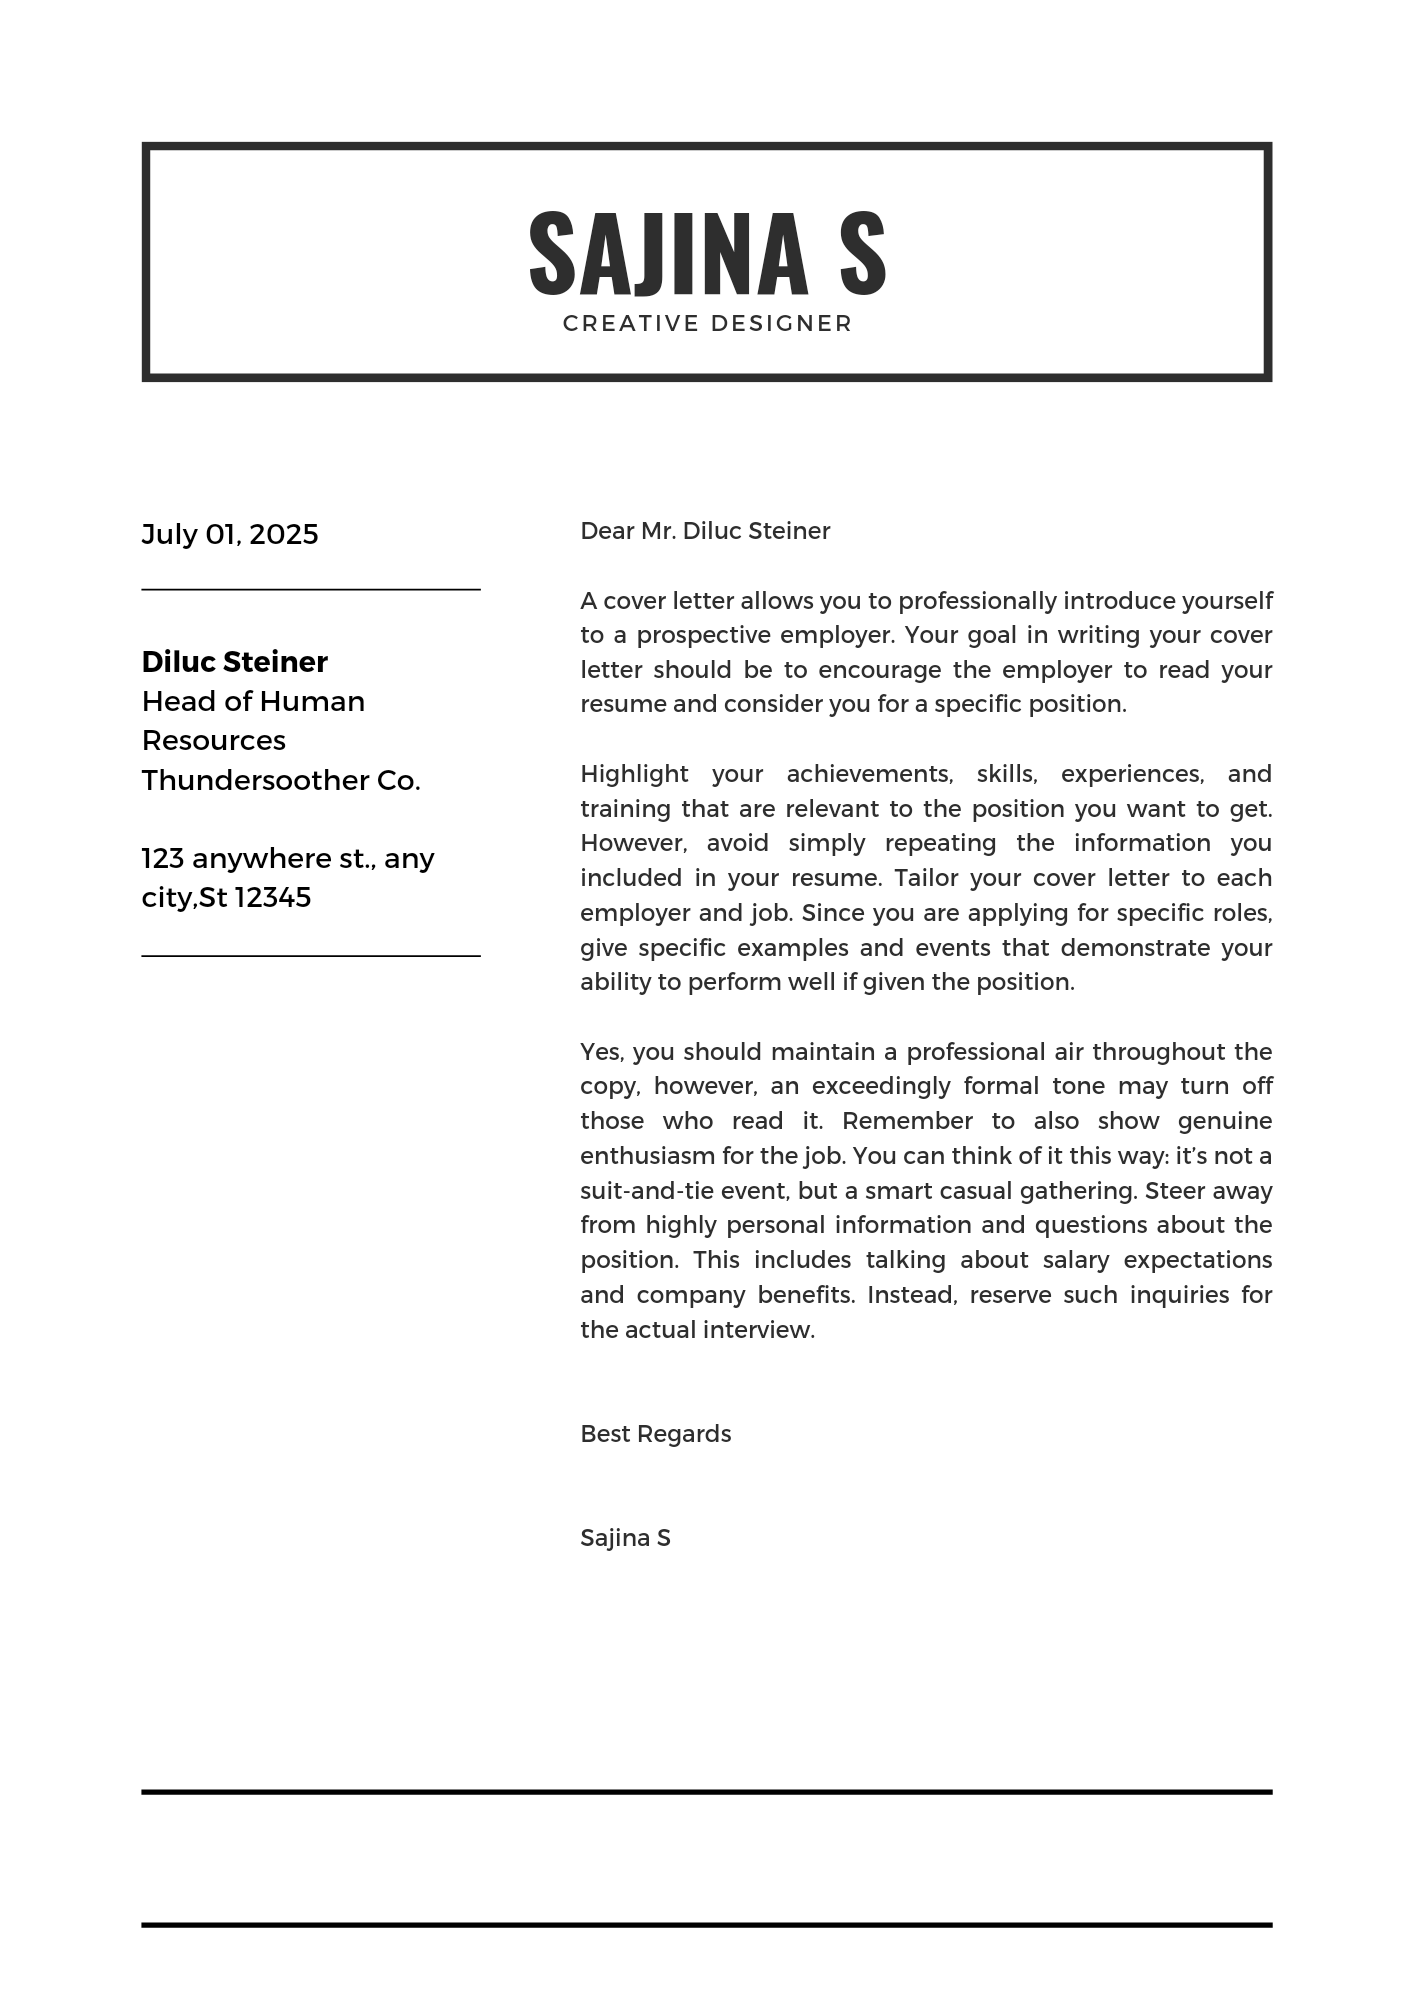 SAJINA S
CREATIVE DESIGNER
July 01, 2025
Diluc Steiner
Head of Human
Resources
Thundersoother Co.
123 anywhere st., any
city,St 12345
Dear Mr. Diluc Steiner
A cover letter allows you to professionally introduce yourself
to a prospective employer. Your goal in writing your cover
letter should be to encourage the employer to read your
resume and consider you for a specific position.
Highlight your achievements, skills, experiences, and
training that are relevant to the position you want to get.
However, avoid simply repeating the information you
included in your resume. Tailor your cover letter to each
employer and job. Since you are applying for specific roles,
give specific examples and events that demonstrate your
ability to perform well if given the position.
Yes, you should maintain a professional air throughout the
copy, however, an exceedingly formal tone may turn off
those who read it. Remember to also show genuine
enthusiasm for the job. You can think of it this way: it’s not a
suit-and-tie event, but a smart casual gathering. Steer away
from highly personal information and questions about the
position. This includes talking about salary expectations
and company benefits. Instead, reserve such inquiries for
the actual interview.
Best Regards
Sajina S